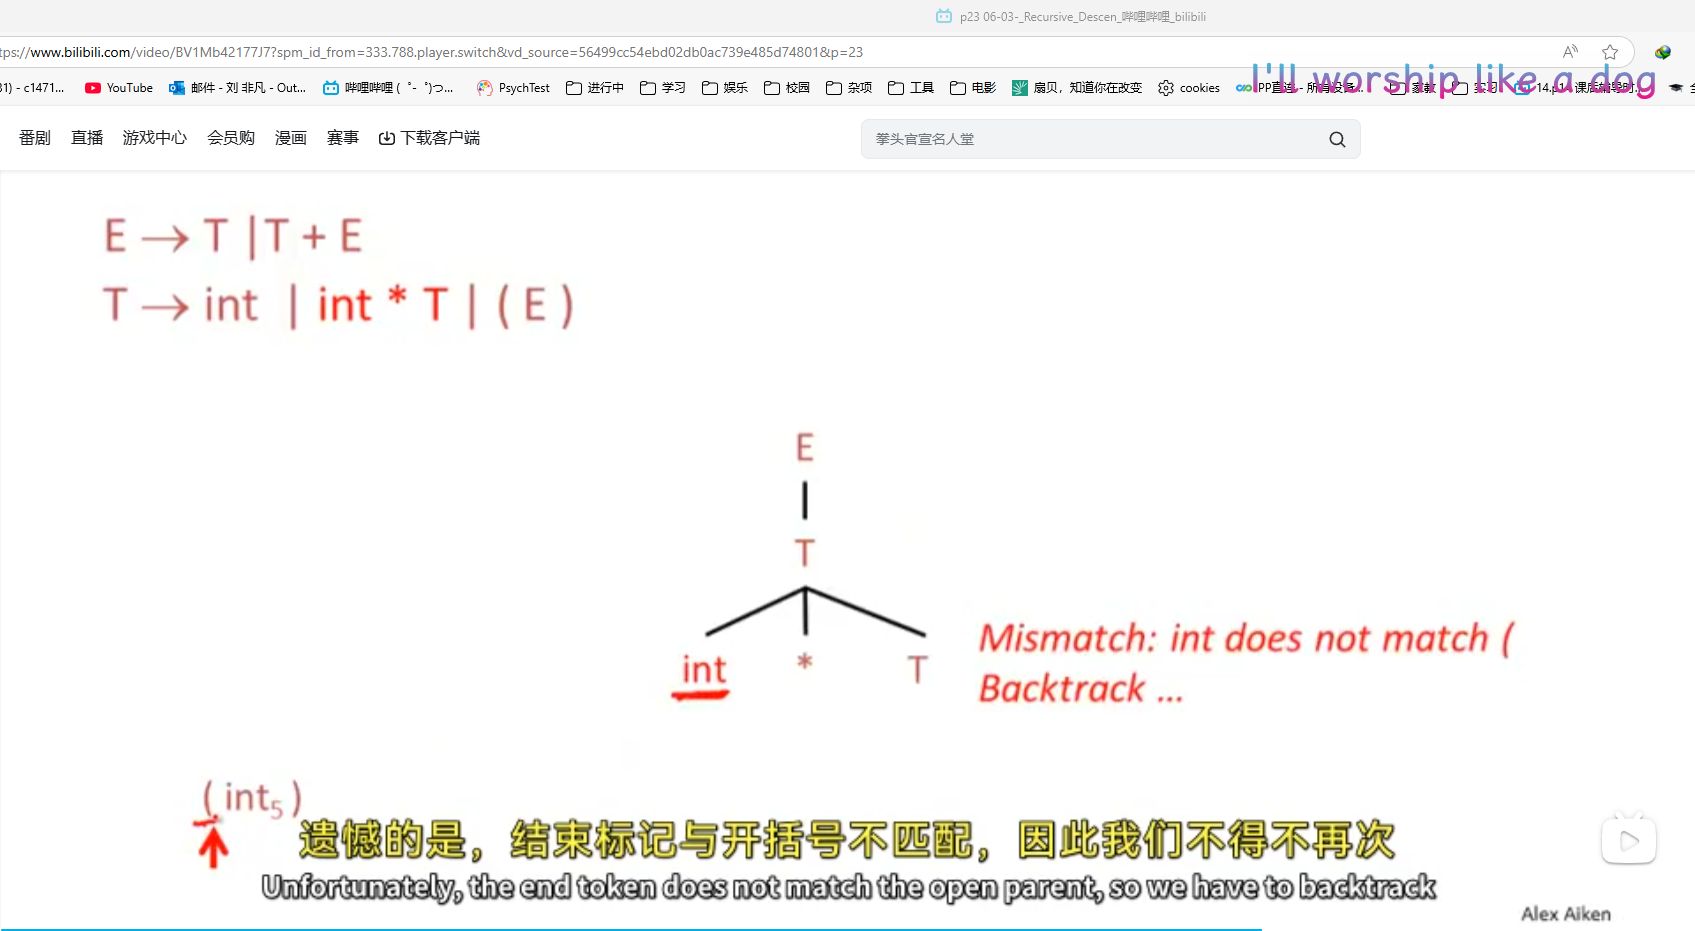 p23 06-03-_Recursive_Descen_哔哩哔哩_bilibili
tps://www.bilibili.com/video/BV1Mb42177J7?spm_id_from=333.788.player.switch&vd_source=56499cc54ebd02db0ac739e485d74801&p=23
I'll worship like a dog
31) - c1471... YouTube 邮件 - 刘 非凡 - Out... 哔哩哔哩 ( ゜- ゜)つ... PsychTest 进行中 学习 娱乐 校园 杂项 工具 电影 扇贝，知道你在改变 cookies PP直连 - 所有设备... 家教 实习 14.p14 课后辅导时...
番剧 直播 游戏中心 会员购 漫画 赛事 下载客户端
拳头官宣名人堂
E → T | T + E
T → int | int * T | ( E )
E
T
int * T
Mismatch: int does not match (
Backtrack ...
( int5 )
遗憾的是，结束标记与开括号不匹配，因此我们不得不再次
Unfortunately, the end token does not match the open parent, so we have to backtrack
Alex Aiken